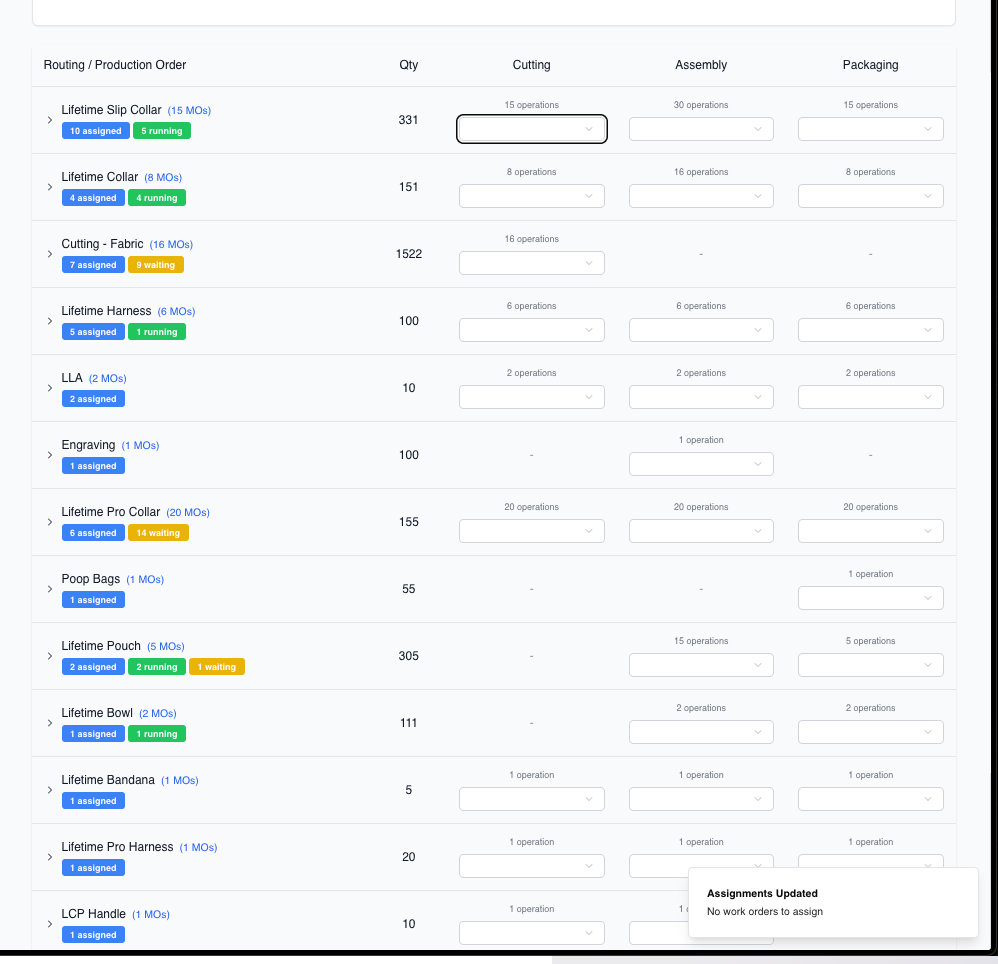 Routing / Production Order Qty Cutting Assembly Packaging
15 operations 30 operations 15 operations
Lifetime Slip Collar (15 MOs)
331
10 assigned 5 running
8 operations 16 operations 8 operations
Lifetime Collar (8 MOs)
151
4 assigned 4 running
16 operations
Cutting - Fabric (16 MOs)
1522 - -
7 assigned 9 waiting
6 operations 6 operations 6 operations
Lifetime Harness (6 MOs)
100
5 assigned 1 running
2 operations 2 operations 2 operations
LLA (2 MOs)
10
2 assigned
1 operation
Engraving (1 MOs)
100 - -
1 assigned
20 operations 20 operations 20 operations
Lifetime Pro Collar (20 MOs)
155
6 assigned 14 waiting
1 operation
Poop Bags (1 MOs)
55 - -
1 assigned
15 operations 5 operations
Lifetime Pouch (5 MOs)
305 -
2 assigned 2 running 1 waiting
2 operations 2 operations
Lifetime Bowl (2 MOs)
111 -
1 assigned 1 running
1 operation 1 operation 1 operation
Lifetime Bandana (1 MOs)
5
1 assigned
1 operation 1 operation 1 operation
Lifetime Pro Harness (1 MOs)
20
1 assigned
1 operation 1
LCP Handle (1 MOs)
10
1 assigned
Assignments Updated
No work orders to assign